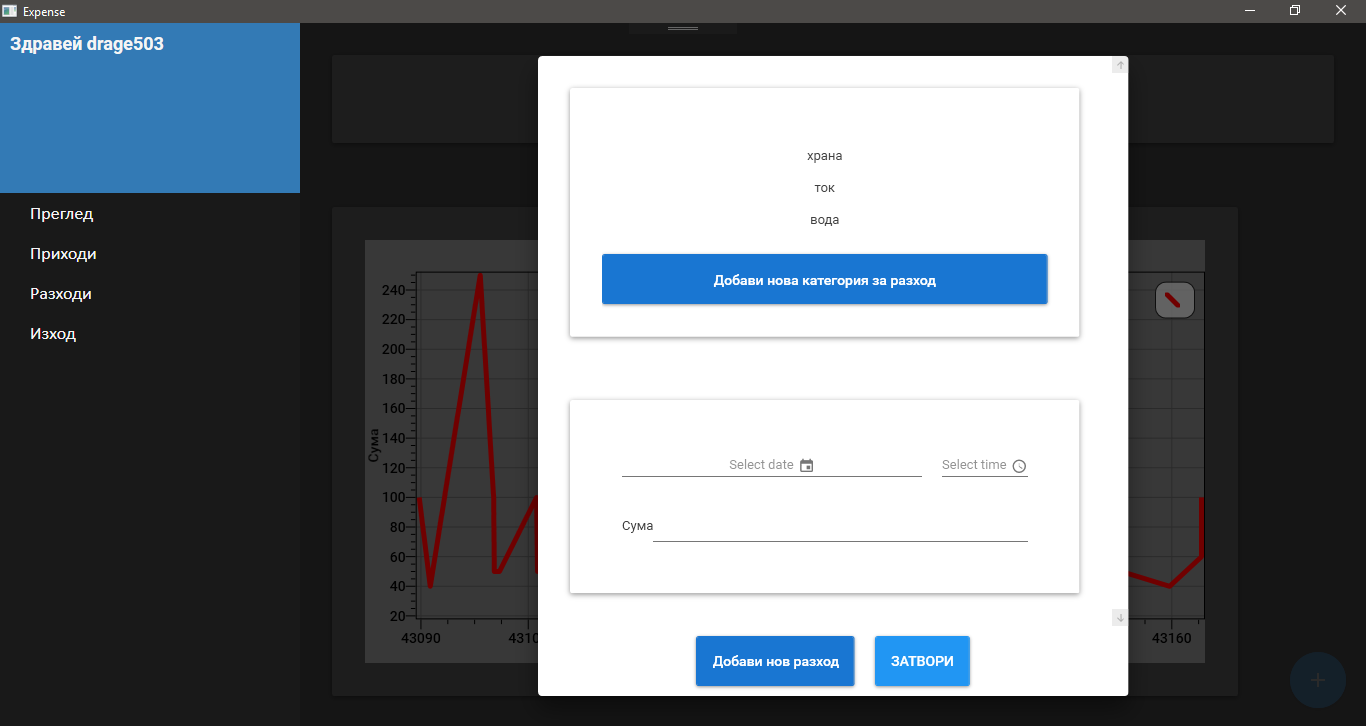 Expense
Здравей drage503
Преглед
Приходи
Разходи
Изход
храна
ток
вода
Добави нова категория за разход
Select date
Select time
Сума
Добави нов разход
ЗАТВОРИ
Сума
240
220
200
180
160
140
120
100
80
60
40
20
43090
4310
43160